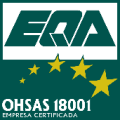 EQA
OHSAS 18001
EMPRESA CERTIFICADA